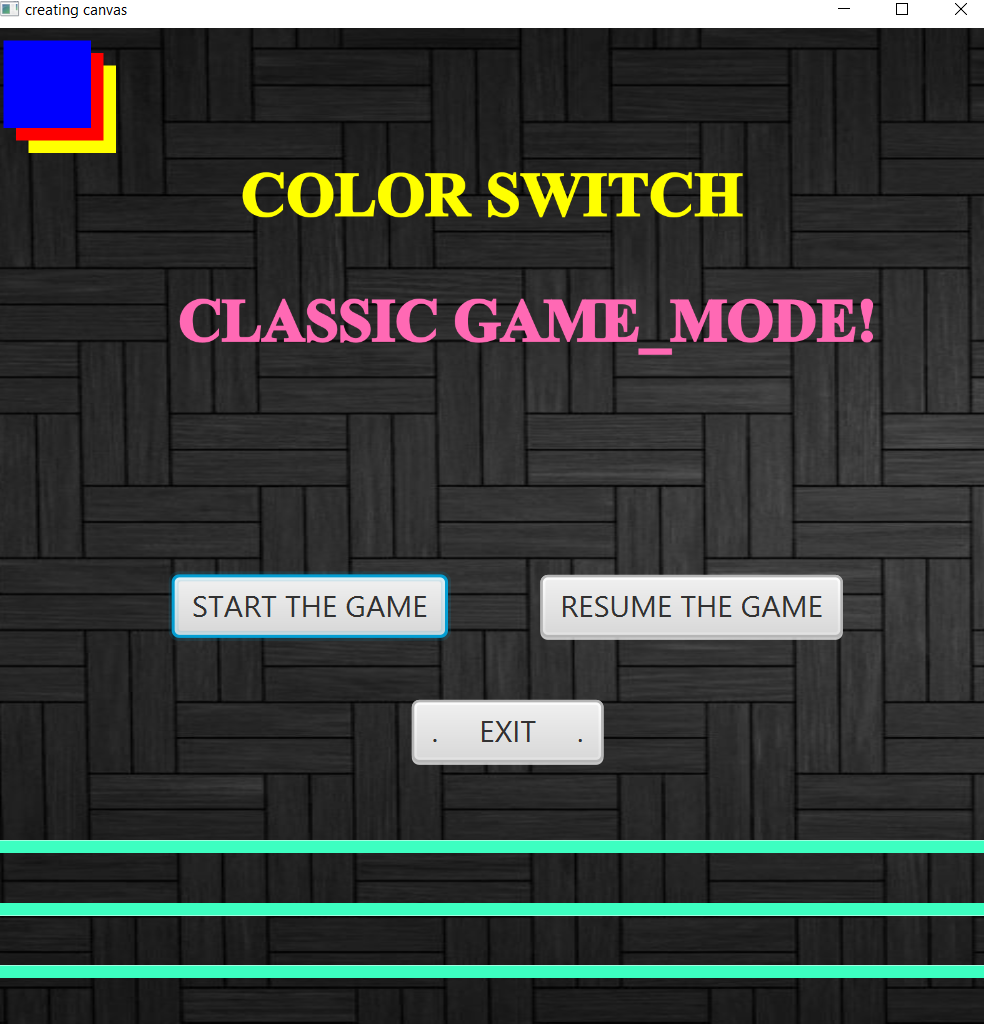 creating canvas
COLOR SWITCH
CLASSIC GAME_MODE!
START THE GAME
RESUME THE GAME
. EXIT .